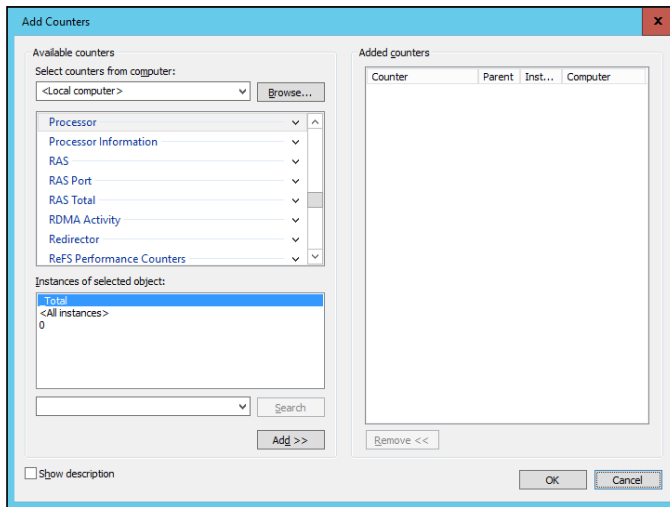 Add Counters
x
Available counters
Select counters from computer:
<Local computer>
Browse...
Processor
Processor Information
RAS
RAS Port
RAS Total
RDMA Activity
Redirector
ReFS Performance Counters
Instances of selected object:
_Total
<All instances>
0
Search
Add >>
Show description
Added counters
Counter Parent Inst... Computer
Remove <<
OK Cancel